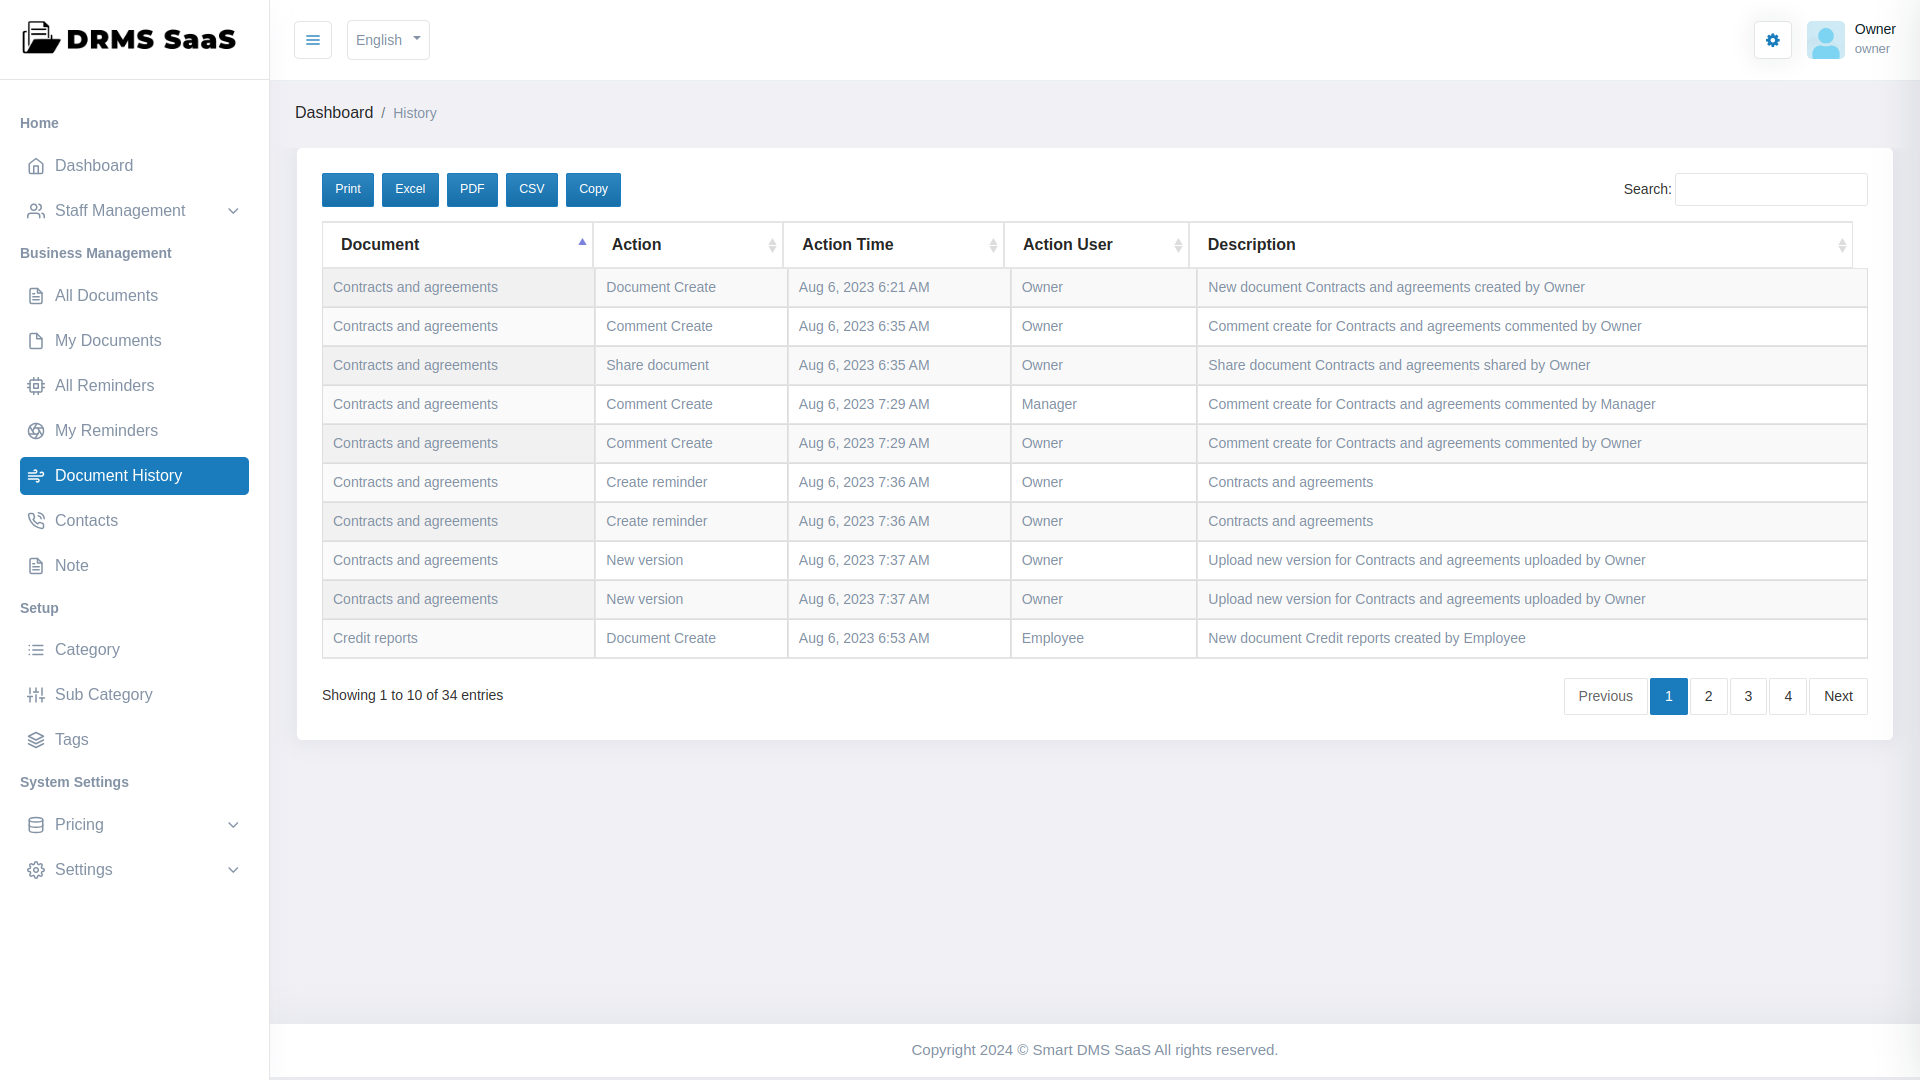 DRMS SaaS
English
Owner
owner
Home
Dashboard
Staff Management
Business Management
All Documents
My Documents
All Reminders
My Reminders
Document History
Contacts
Note
Setup
Category
Sub Category
Tags
System Settings
Pricing
Settings
Dashboard / History
Print Excel PDF CSV Copy
Search:
Document Action Action Time Action User Description
Contracts and agreements Document Create Aug 6, 2023 6:21 AM Owner New document Contracts and agreements created by Owner
Contracts and agreements Comment Create Aug 6, 2023 6:35 AM Owner Comment create for Contracts and agreements commented by Owner
Contracts and agreements Share document Aug 6, 2023 6:35 AM Owner Share document Contracts and agreements shared by Owner
Contracts and agreements Comment Create Aug 6, 2023 7:29 AM Manager Comment create for Contracts and agreements commented by Manager
Contracts and agreements Comment Create Aug 6, 2023 7:29 AM Owner Comment create for Contracts and agreements commented by Owner
Contracts and agreements Create reminder Aug 6, 2023 7:36 AM Owner Contracts and agreements
Contracts and agreements Create reminder Aug 6, 2023 7:36 AM Owner Contracts and agreements
Contracts and agreements New version Aug 6, 2023 7:37 AM Owner Upload new version for Contracts and agreements uploaded by Owner
Contracts and agreements New version Aug 6, 2023 7:37 AM Owner Upload new version for Contracts and agreements uploaded by Owner
Credit reports Document Create Aug 6, 2023 6:53 AM Employee New document Credit reports created by Employee
Showing 1 to 10 of 34 entries
Previous 1 2 3 4 Next
Copyright 2024 © Smart DMS SaaS All rights reserved.